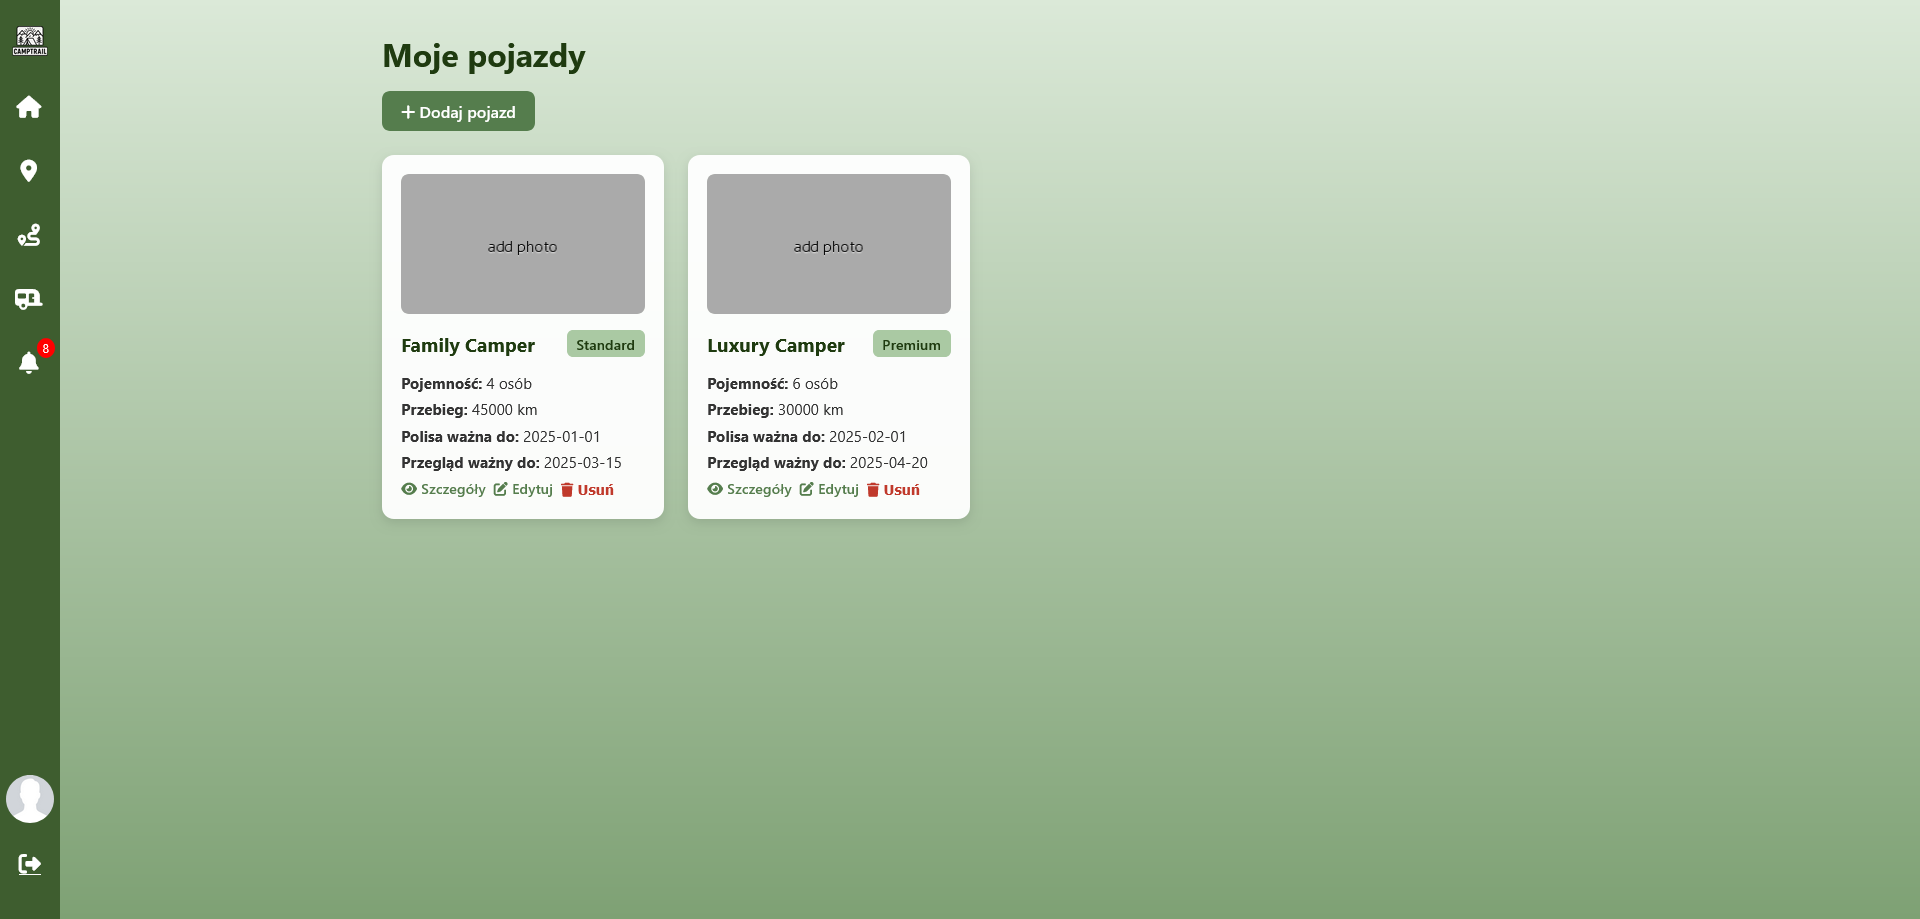 CAMPTRAIL
Moje pojazdy
Dodaj pojazd
add photo
Family Camper Standard
Pojemność: 4 osób
Przebieg: 45000 km
Polisa ważna do: 2025-01-01
Przegląd ważny do: 2025-03-15
Szczegóły Edytuj Usuń
add photo
Luxury Camper Premium
Pojemność: 6 osób
Przebieg: 30000 km
Polisa ważna do: 2025-02-01
Przegląd ważny do: 2025-04-20
Szczegóły Edytuj Usuń
8